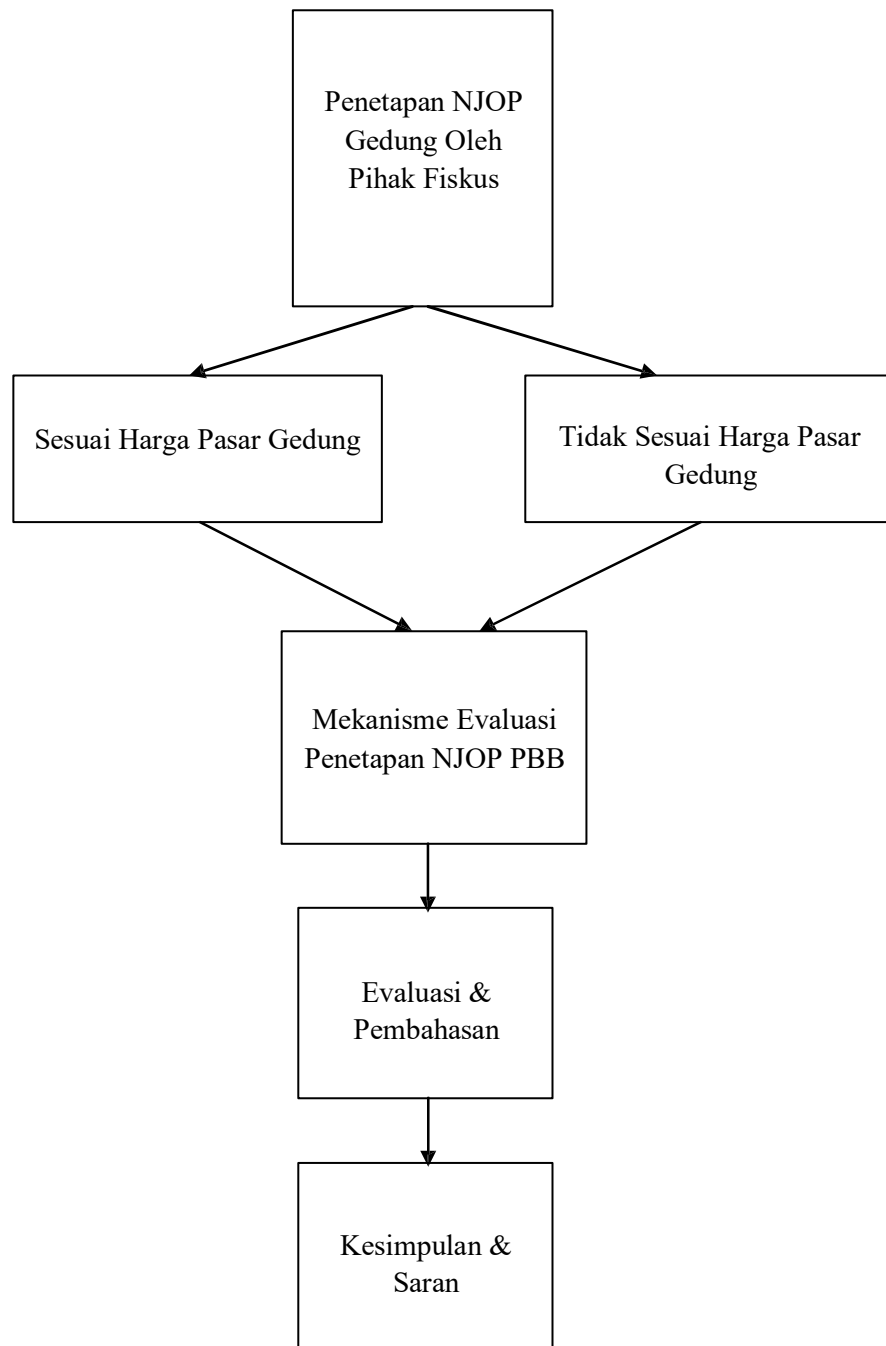 Penetapan NJOP
Gedung Oleh
Pihak Fiskus
Sesuai Harga Pasar Gedung
Tidak Sesuai Harga Pasar
Gedung
Mekanisme Evaluasi
Penetapan NJOP PBB
Evaluasi &
Pembahasan
Kesimpulan &
Saran